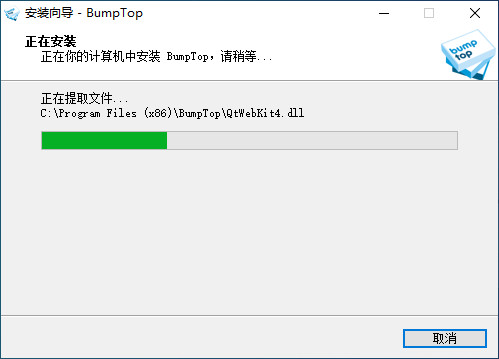 安装向导 - BumpTop
正在安装
正在你的计算机中安装 BumpTop，请稍等...
bump
top
正在提取文件...
C:\Program Files (x86)\BumpTop\QtWebKit4.dll
取消